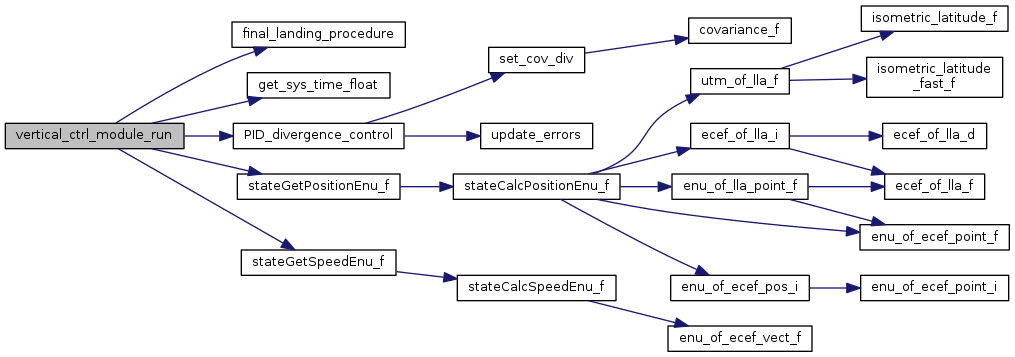 vertical_ctrl_module_run
final_landing_procedure
get_sys_time_float
PID_divergence_control
stateGetPositionEnu_f
stateGetSpeedEnu_f
set_cov_div
update_errors
stateCalcPositionEnu_f
stateCalcSpeedEnu_f
covariance_f
utm_of_lla_f
ecef_of_lla_i
enu_of_lla_point_f
enu_of_ecef_pos_i
enu_of_ecef_vect_f
isometric_latitude_f
isometric_latitude
_fast_f
ecef_of_lla_d
ecef_of_lla_f
enu_of_ecef_point_f
enu_of_ecef_point_i